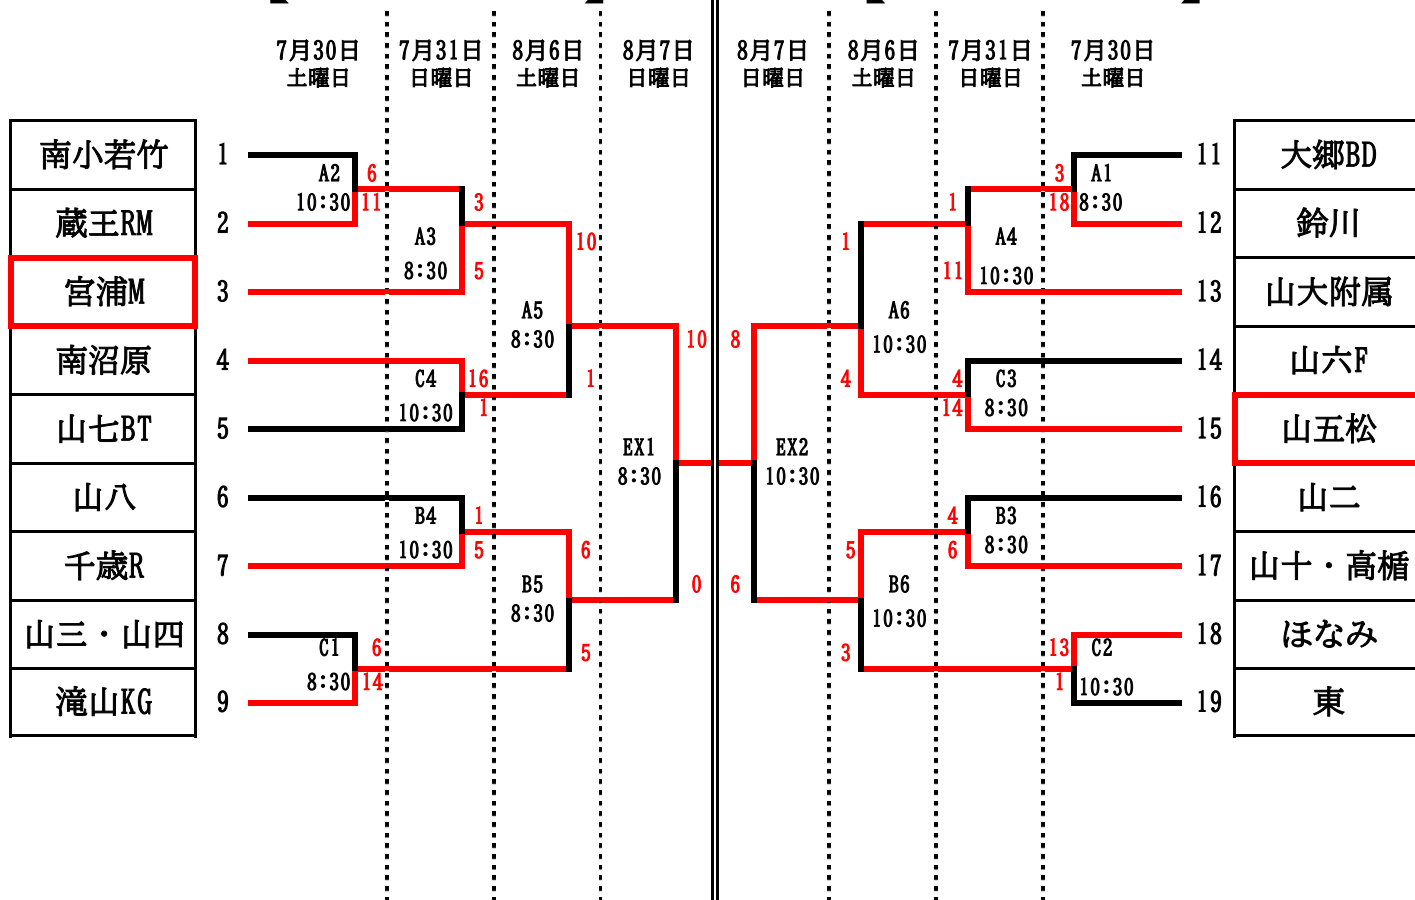 7月30日 7月31日 8月6日 8月7日 8月7日 8月6日 7月31日 7月30日
土曜日 日曜日 土曜日 日曜日 日曜日 土曜日 日曜日 土曜日
南小若竹 1
蔵王RM 2
宮浦M 3
南沼原 4
山七BT 5
山八 6
千歳R 7
山三・山四 8
滝山KG 9
A2 6
10:30 11
A3 3
8:30 5
C4 16
10:30 1
B4 1
10:30 5
C1 6
8:30 14
10
A5
8:30
1
6
B5
8:30
5
10
EX1
8:30
0
8
EX2
10:30
6
1
A6
10:30
4
5
B6
10:30
3
1 A4
11 10:30
4 C3
14 8:30
4 B3
6 8:30
3 A1
18 8:30
13 C2
1 10:30
11 大郷BD
12 鈴川
13 山大附属
14 山六F
15 山五松
16 山二
17 山十・高楯
18 ほなみ
19 東